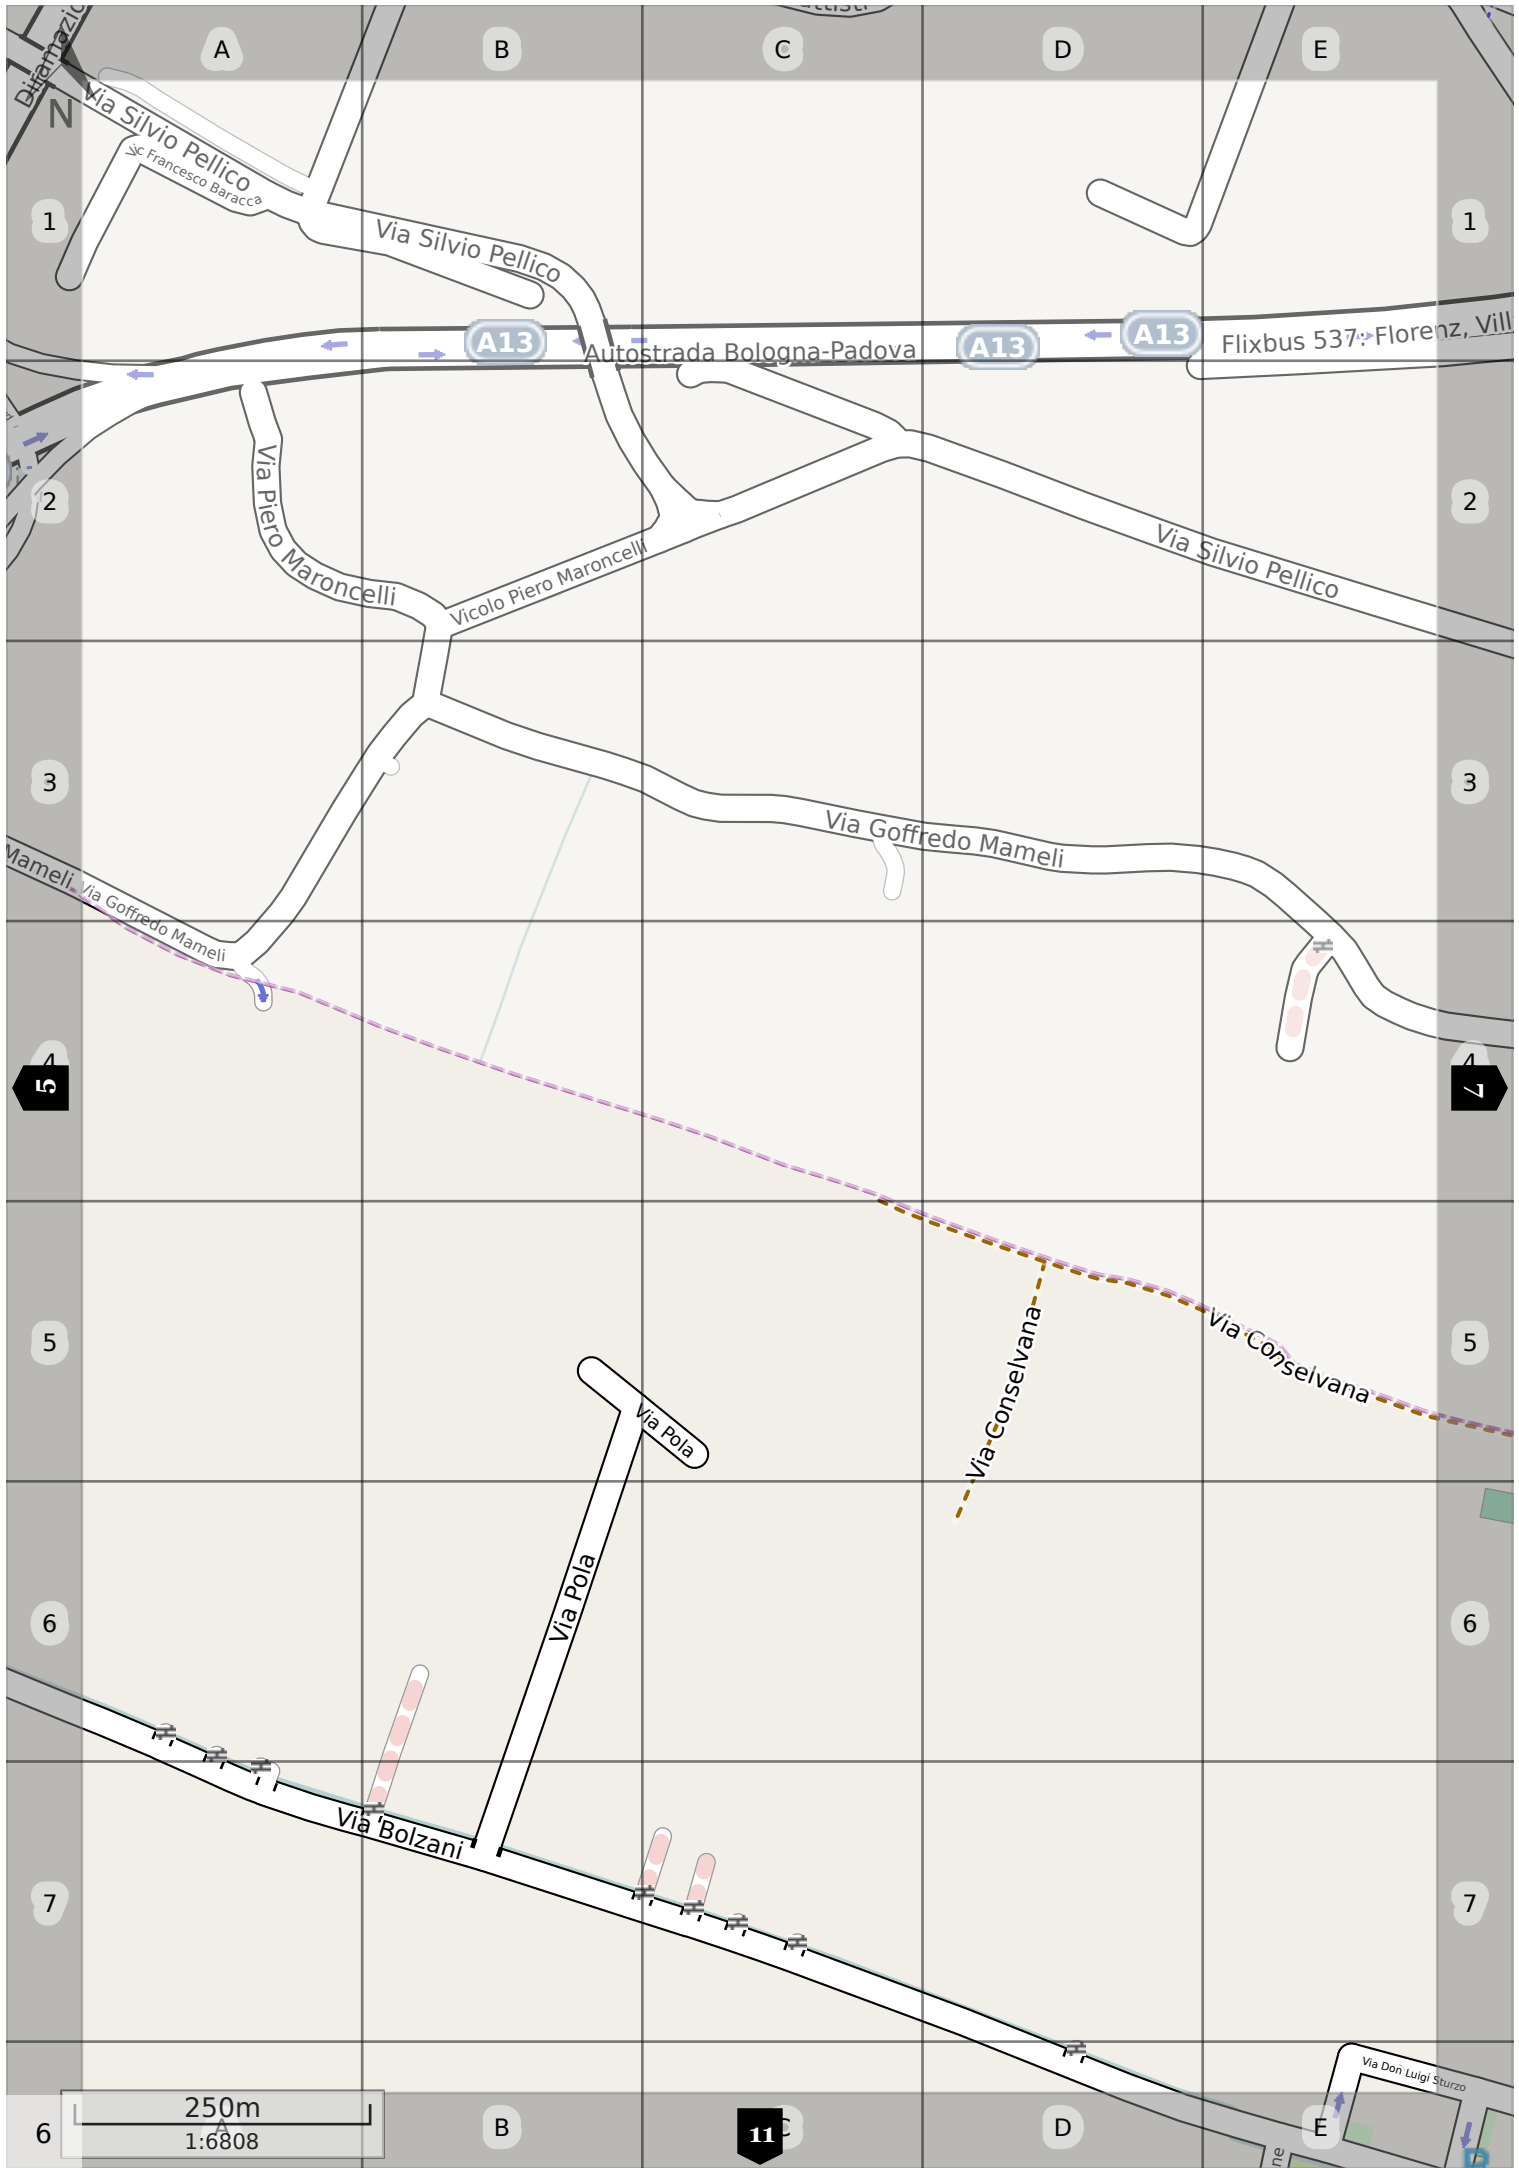 Diramazio
A
B
C
D
E
N
Via Silvio Pellico
Vic Francesco Baracca
1
1
Via Silvio Pellico
A13
A13
A13
Autostrada Bologna-Padova
Flixbus 537: Florenz, Vill
2
2
Via Piero Maroncelli
Vicolo Piero Maroncelli
Via Silvio Pellico
3
3
Via Goffredo Mameli
Mameli
Via Goffredo Mameli
4
4
5
7
Via Conselvana
5
5
Via Conselvana
Via Pola
Via Pola
6
6
Via Bolzani
7
7
Via Don Luigi Sturzo
250m
1:6808
6
A
B
11
C
D
E
ne